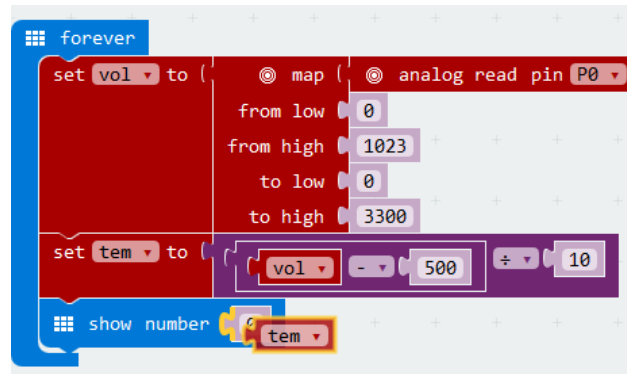 forever
set vol to map analog read pin P0
from low 0
from high 1023
to low 0
to high 3300
set tem to vol - 500 ÷ 10
show number tem